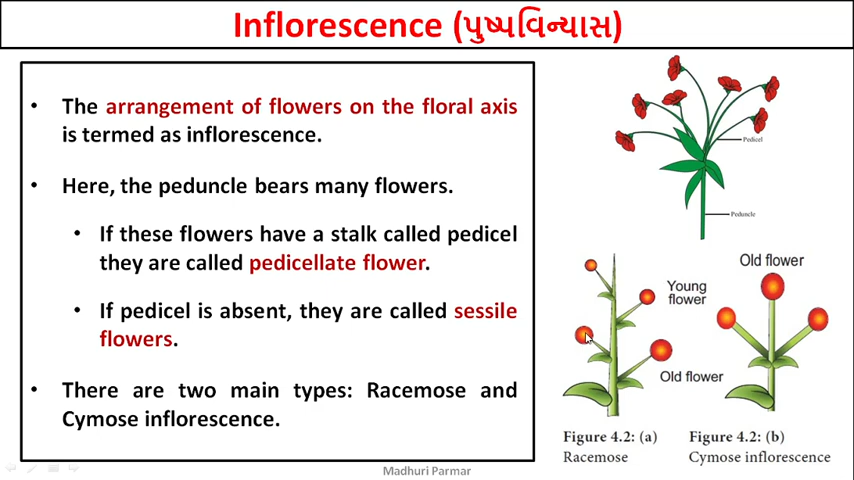 Inflorescence (પુષ્પવિન્યાસ)
• The arrangement of flowers on the floral axis
is termed as inflorescence.
• Here, the peduncle bears many flowers.
• If these flowers have a stalk called pedicel
they are called pedicellate flower.
• If pedicel is absent, they are called sessile
flowers.
• There are two main types: Racemose and
Cymose inflorescence.
Pedicel
Peduncle
Young
flower
Old flower
Old flower
Figure 4.2: (a)
Racemose
Figure 4.2: (b)
Cymose inflorescence
Madhuri Parmar